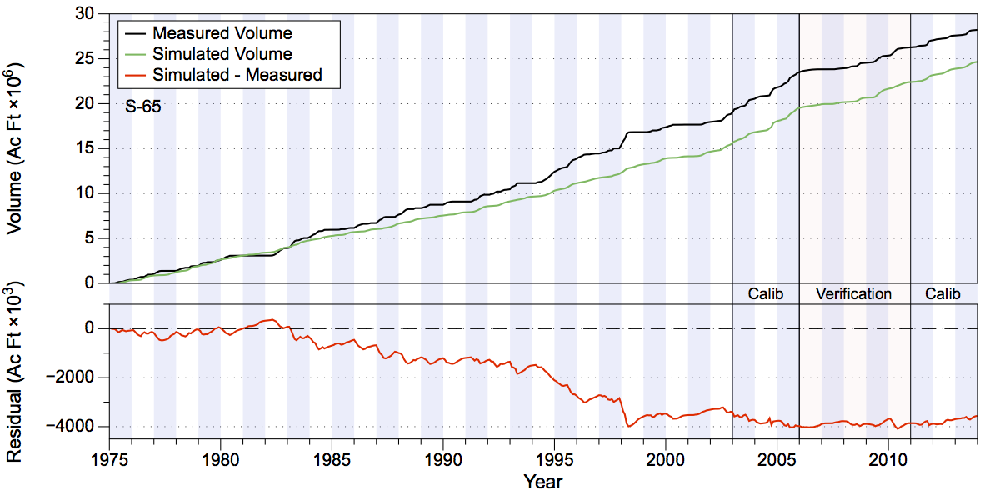 30
25
20
15
10
5
0
Volume (Ac Ft ×10⁶)
Measured Volume
Simulated Volume
Simulated - Measured
S-65
Calib Verification Calib
0
−2000
−4000
Residual (Ac Ft ×10³)
1975 1980 1985 1990 1995 2000 2005 2010
Year